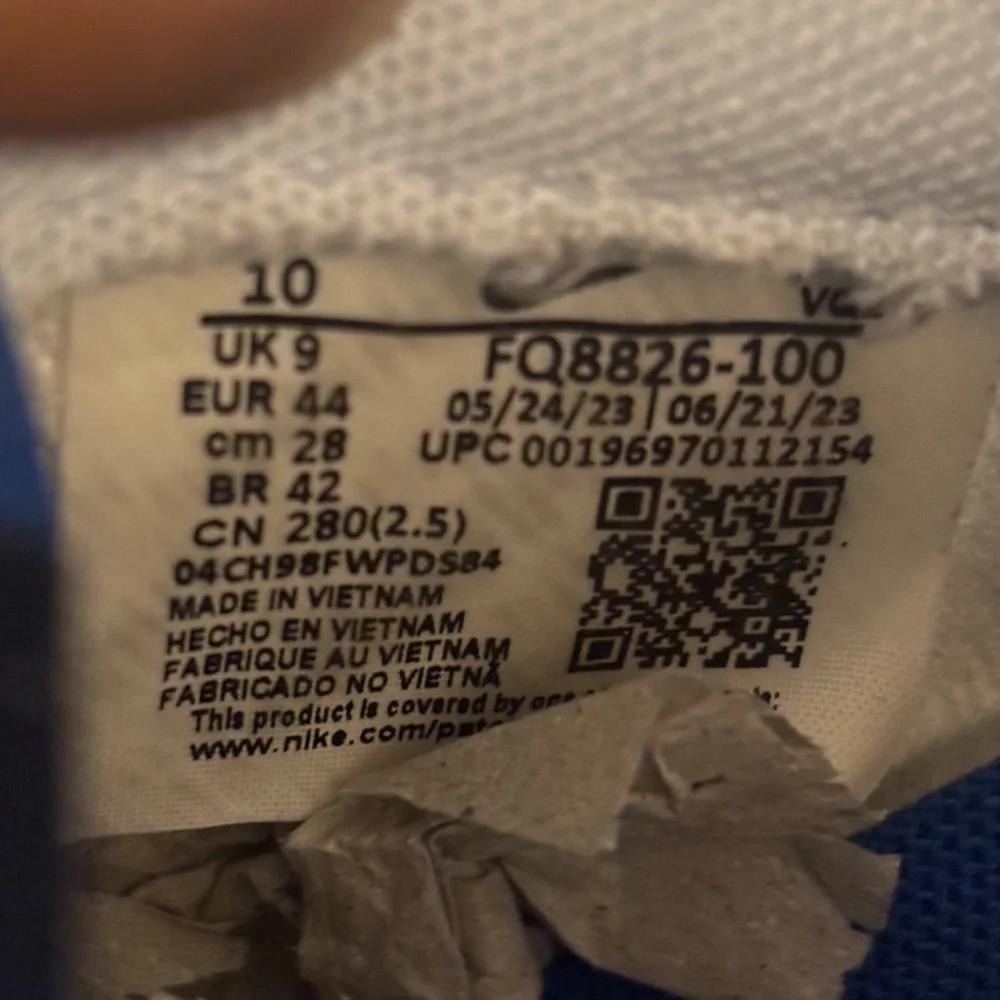 10
UK 9
EUR 44
cm 28
BR 42
CN 280(2.5)
FQ8826-100
05/24/23 | 06/21/23
UPC 00196970112154
04CH98FWPDS84
MADE IN VIETNAM
HECHO EN VIETNAM
FABRIQUE AU VIETNAM
FABRICADO NO VIETNÃ
This product is covered by
www.nike.com/